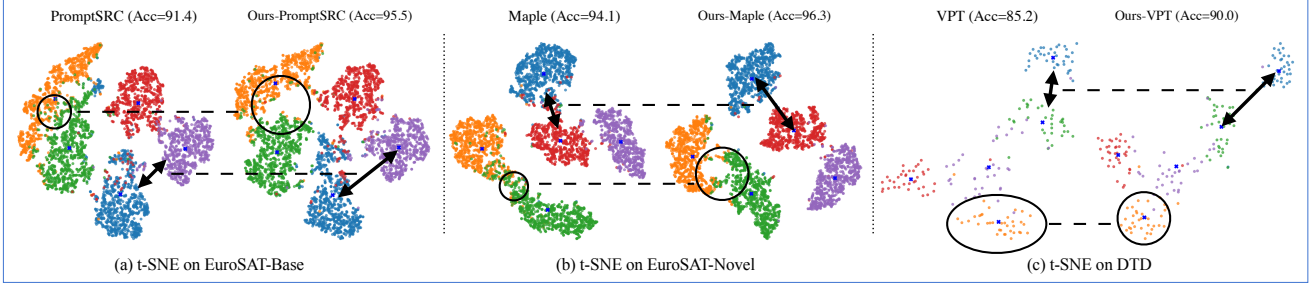 PromptSRC (Acc=91.4)
Ours-PromptSRC (Acc=95.5)
Maple (Acc=94.1)
Ours-Maple (Acc=96.3)
VPT (Acc=85.2)
Ours-VPT (Acc=90.0)
(a) t-SNE on EuroSAT-Base
(b) t-SNE on EuroSAT-Novel
(c) t-SNE on DTD